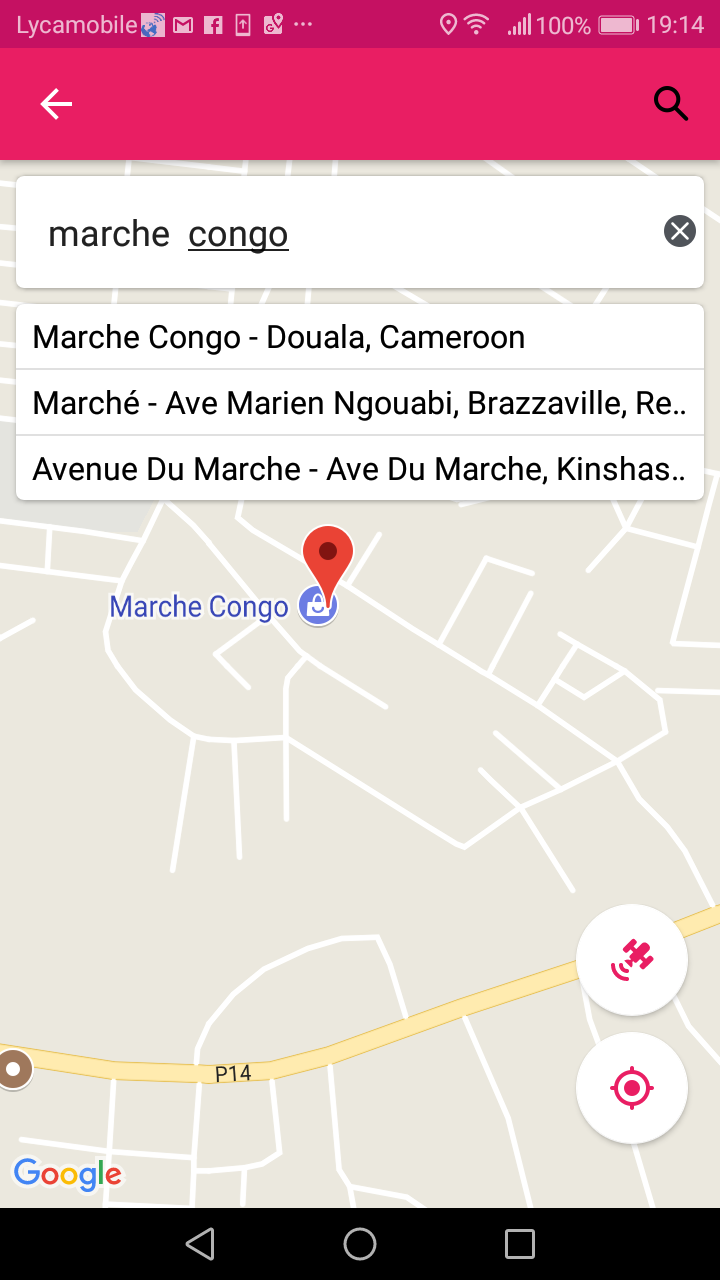 Lycamobile 100% 19:14
marche congo
Marche Congo - Douala, Cameroon
Marché - Ave Marien Ngouabi, Brazzaville, Re..
Avenue Du Marche - Ave Du Marche, Kinshas..
Marche Congo
P14
Google